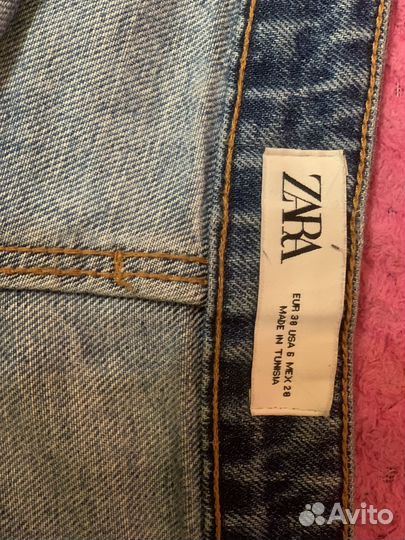 ZARA
EUR 38 USA 6 MEX 28
MADE IN TUNISIA
Avito